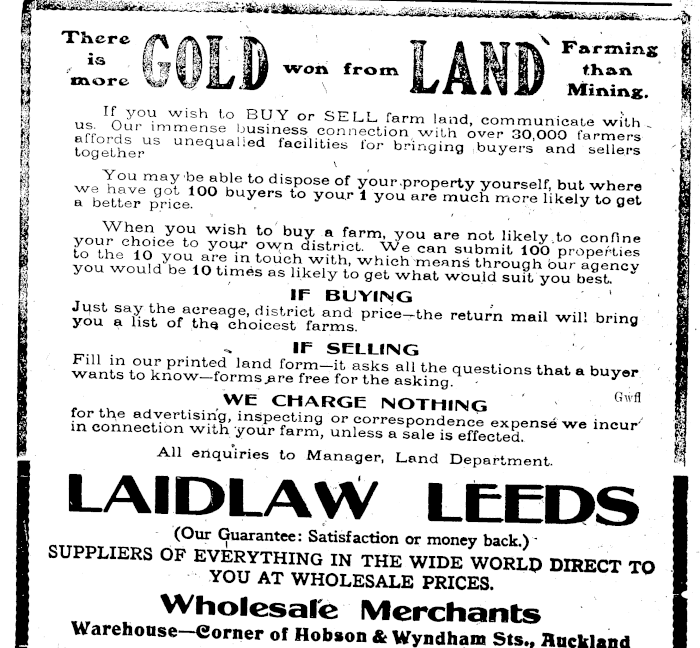 There is more GOLD won from LAND Farming than Mining.
If you wish to BUY or SELL farm land, communicate with
us. Our immense business connection with over 30,000 farmers
affords us unequalled facilities for bringing buyers and sellers
together
You may be able to dispose of your property yourself, but where
we have got 100 buyers to your 1 you are much more likely to get
a better price.
When you wish to buy a farm, you are not likely to confine
your choice to your own district. We can submit 100 properties
to the 10 you are in touch with, which means through our agency
you would be 10 times as likely to get what would suit you best.
IF BUYING
Just say the acreage, district and price—the return mail will bring
you a list of the choicest farms.
IF SELLING
Fill in our printed land form—it asks all the questions that a buyer
wants to know—forms are free for the asking.
WE CHARGE NOTHING
Gwfl
for the advertising, inspecting or correspondence expense we incur
in connection with your farm, unless a sale is effected.
All enquiries to Manager, Land Department.
LAIDLAW LEEDS
(Our Guarantee: Satisfaction or money back.)
SUPPLIERS OF EVERYTHING IN THE WIDE WORLD DIRECT TO
YOU AT WHOLESALE PRICES.
Wholesale Merchants
Warehouse—Corner of Hobson & Wyndham Sts., Auckland